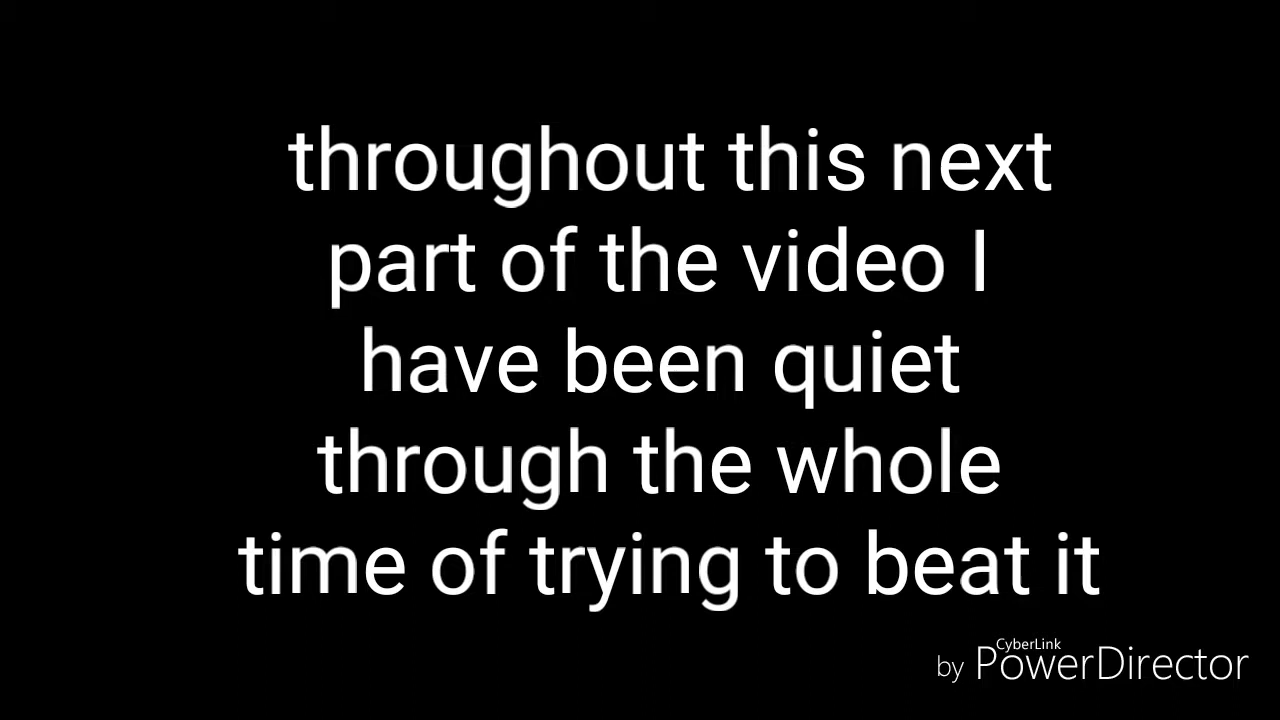 throughout this next
part of the video I
have been quiet
through the whole
time of trying to beat it
CyberLink
by PowerDirector